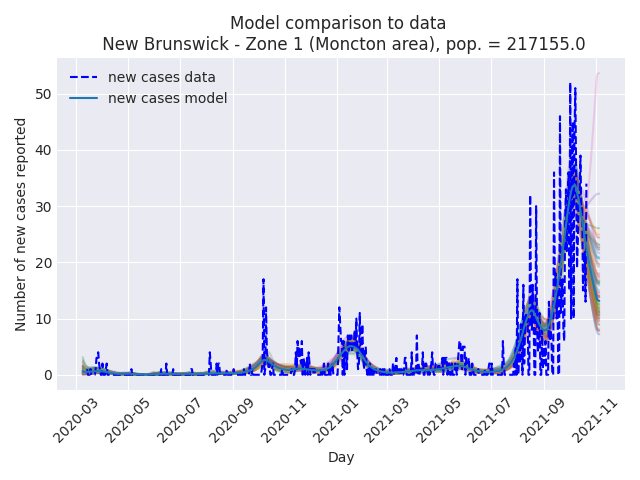 Model comparison to data
New Brunswick - Zone 1 (Moncton area), pop. = 217155.0
new cases data
new cases model
Number of new cases reported
50
40
30
20
10
0
2020-03
2020-05
2020-07
2020-09
2020-11
2021-01
2021-03
2021-05
2021-07
2021-09
2021-11
Day